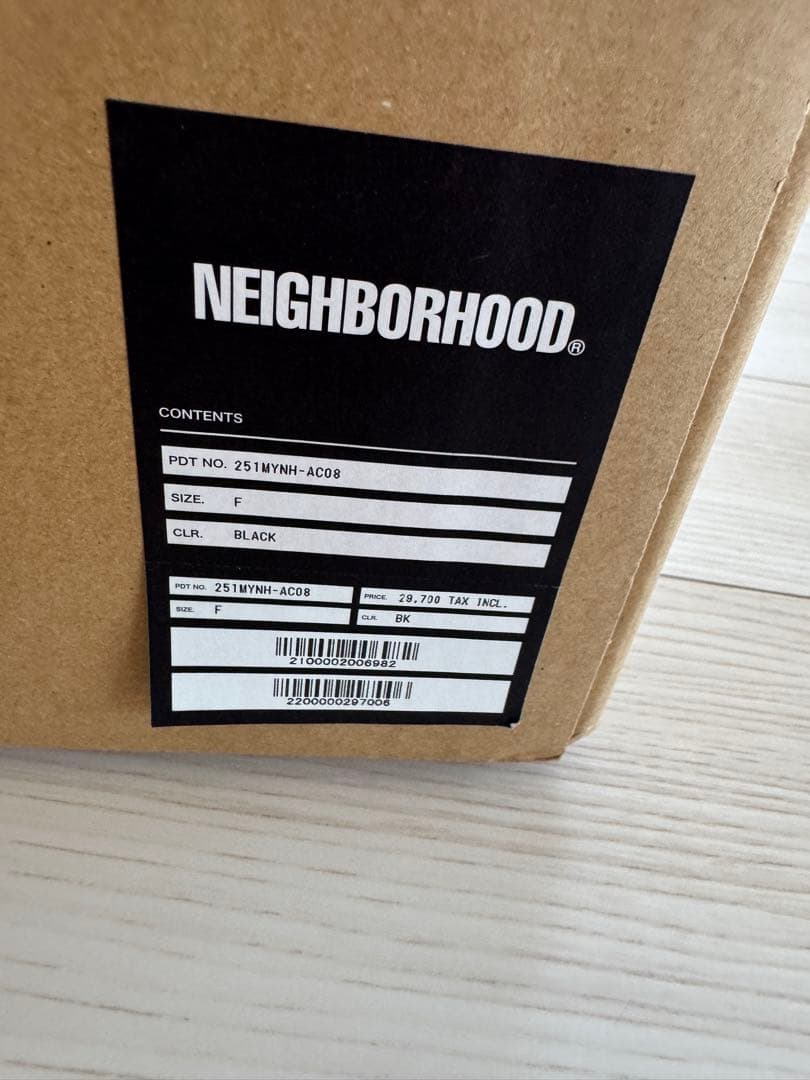 NEIGHBORHOOD®
CONTENTS
PDT NO. 251MYNH-AC08
SIZE. F
CLR. BLACK
PDT NO. 251MYNH-AC08 PRICE. 29,700 TAX INCL.
SIZE. F CLR. BK
2100002006982
2200000297006